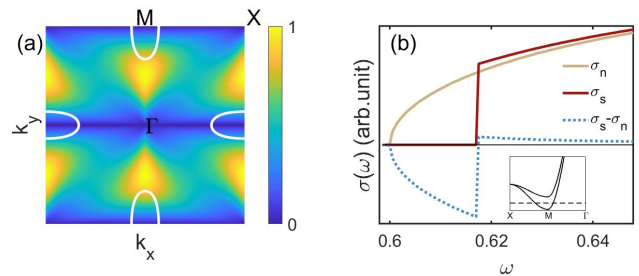 M
X
(a)
1
k_y
Γ
0
k_x
(b)
σ(ω) (arb.unit)
σ_n
σ_s
σ_s-σ_n
X
M
Γ
0.6
0.62
0.64
ω